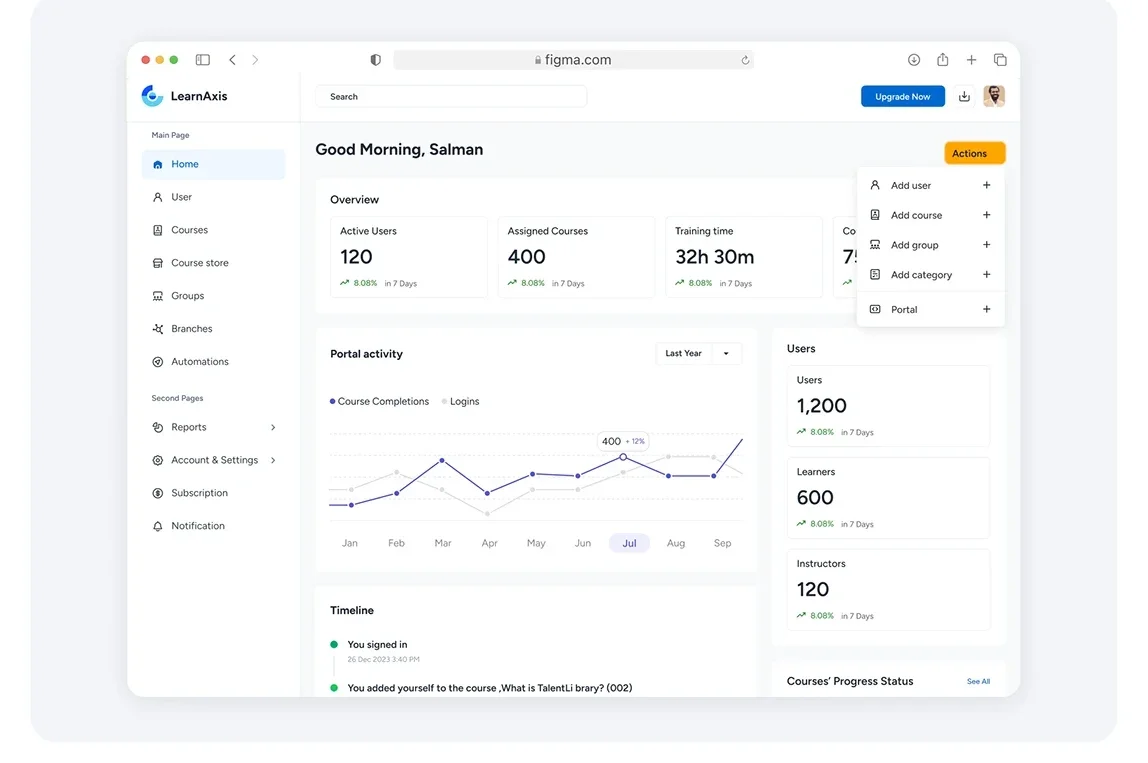 figma.com
LearnAxis
Search
Upgrade Now
Main Page
Home
User
Courses
Course store
Groups
Branches
Automations
Second Pages
Reports
Account & Settings
Subscription
Notification
Good Morning, Salman
Actions
Add user
Add course
Add group
Add category
Portal
Overview
Active Users
120
8.08% in 7 Days
Assigned Courses
400
8.08% in 7 Days
Training time
32h 30m
8.08% in 7 Days
Co
Portal activity
Last Year
Course Completions
Logins
400 + 12%
Jan Feb Mar Apr May Jun Jul Aug Sep
Users
Users
1,200
8.08% in 7 Days
Learners
600
8.08% in 7 Days
Instructors
120
8.08% in 7 Days
Timeline
You signed in
26 Dec 2023 3:40 PM
You added yourself to the course ,What is TalentLi brary? (002)
Courses’ Progress Status
See All